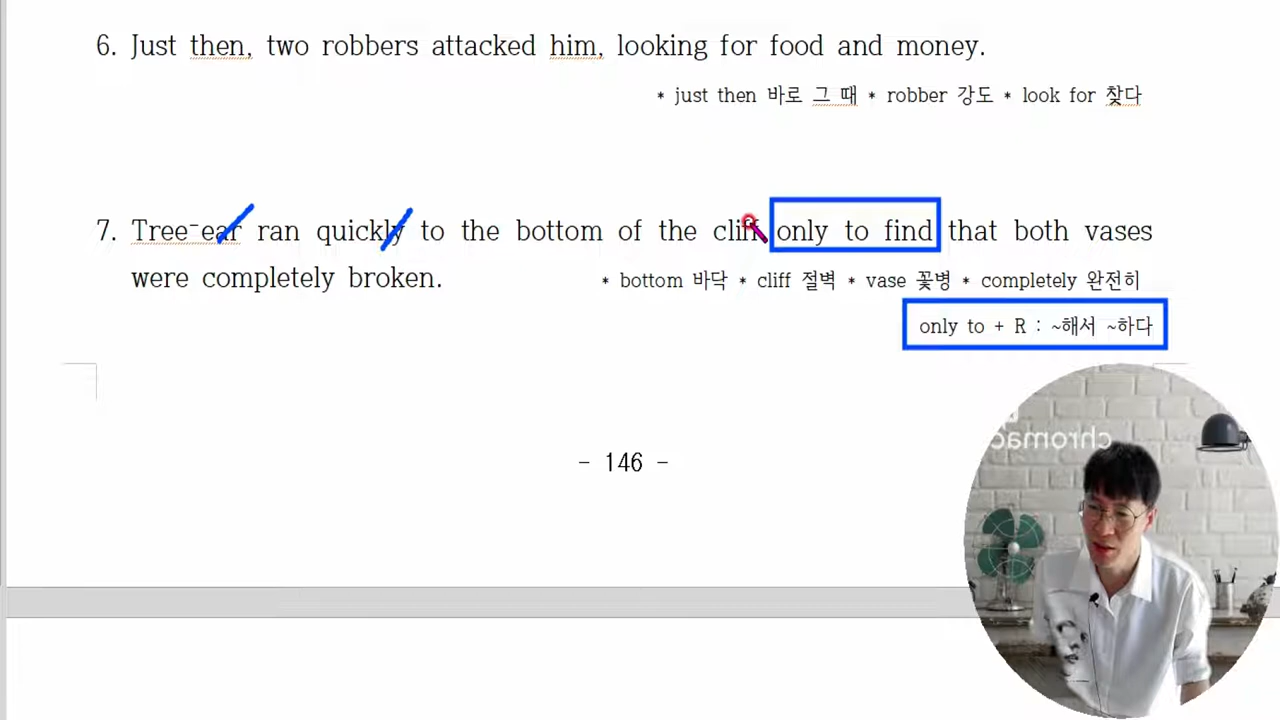 6. Just then, two robbers attacked him, looking for food and money.
* just then 바로 그 때 * robber 강도 * look for 찾다
7. Tree-ear ran quickly to the bottom of the cliff only to find that both vases
were completely broken.
* bottom 바닥 * cliff 절벽 * vase 꽃병 * completely 완전히
only to + R : ~해서 ~하다
- 146 -